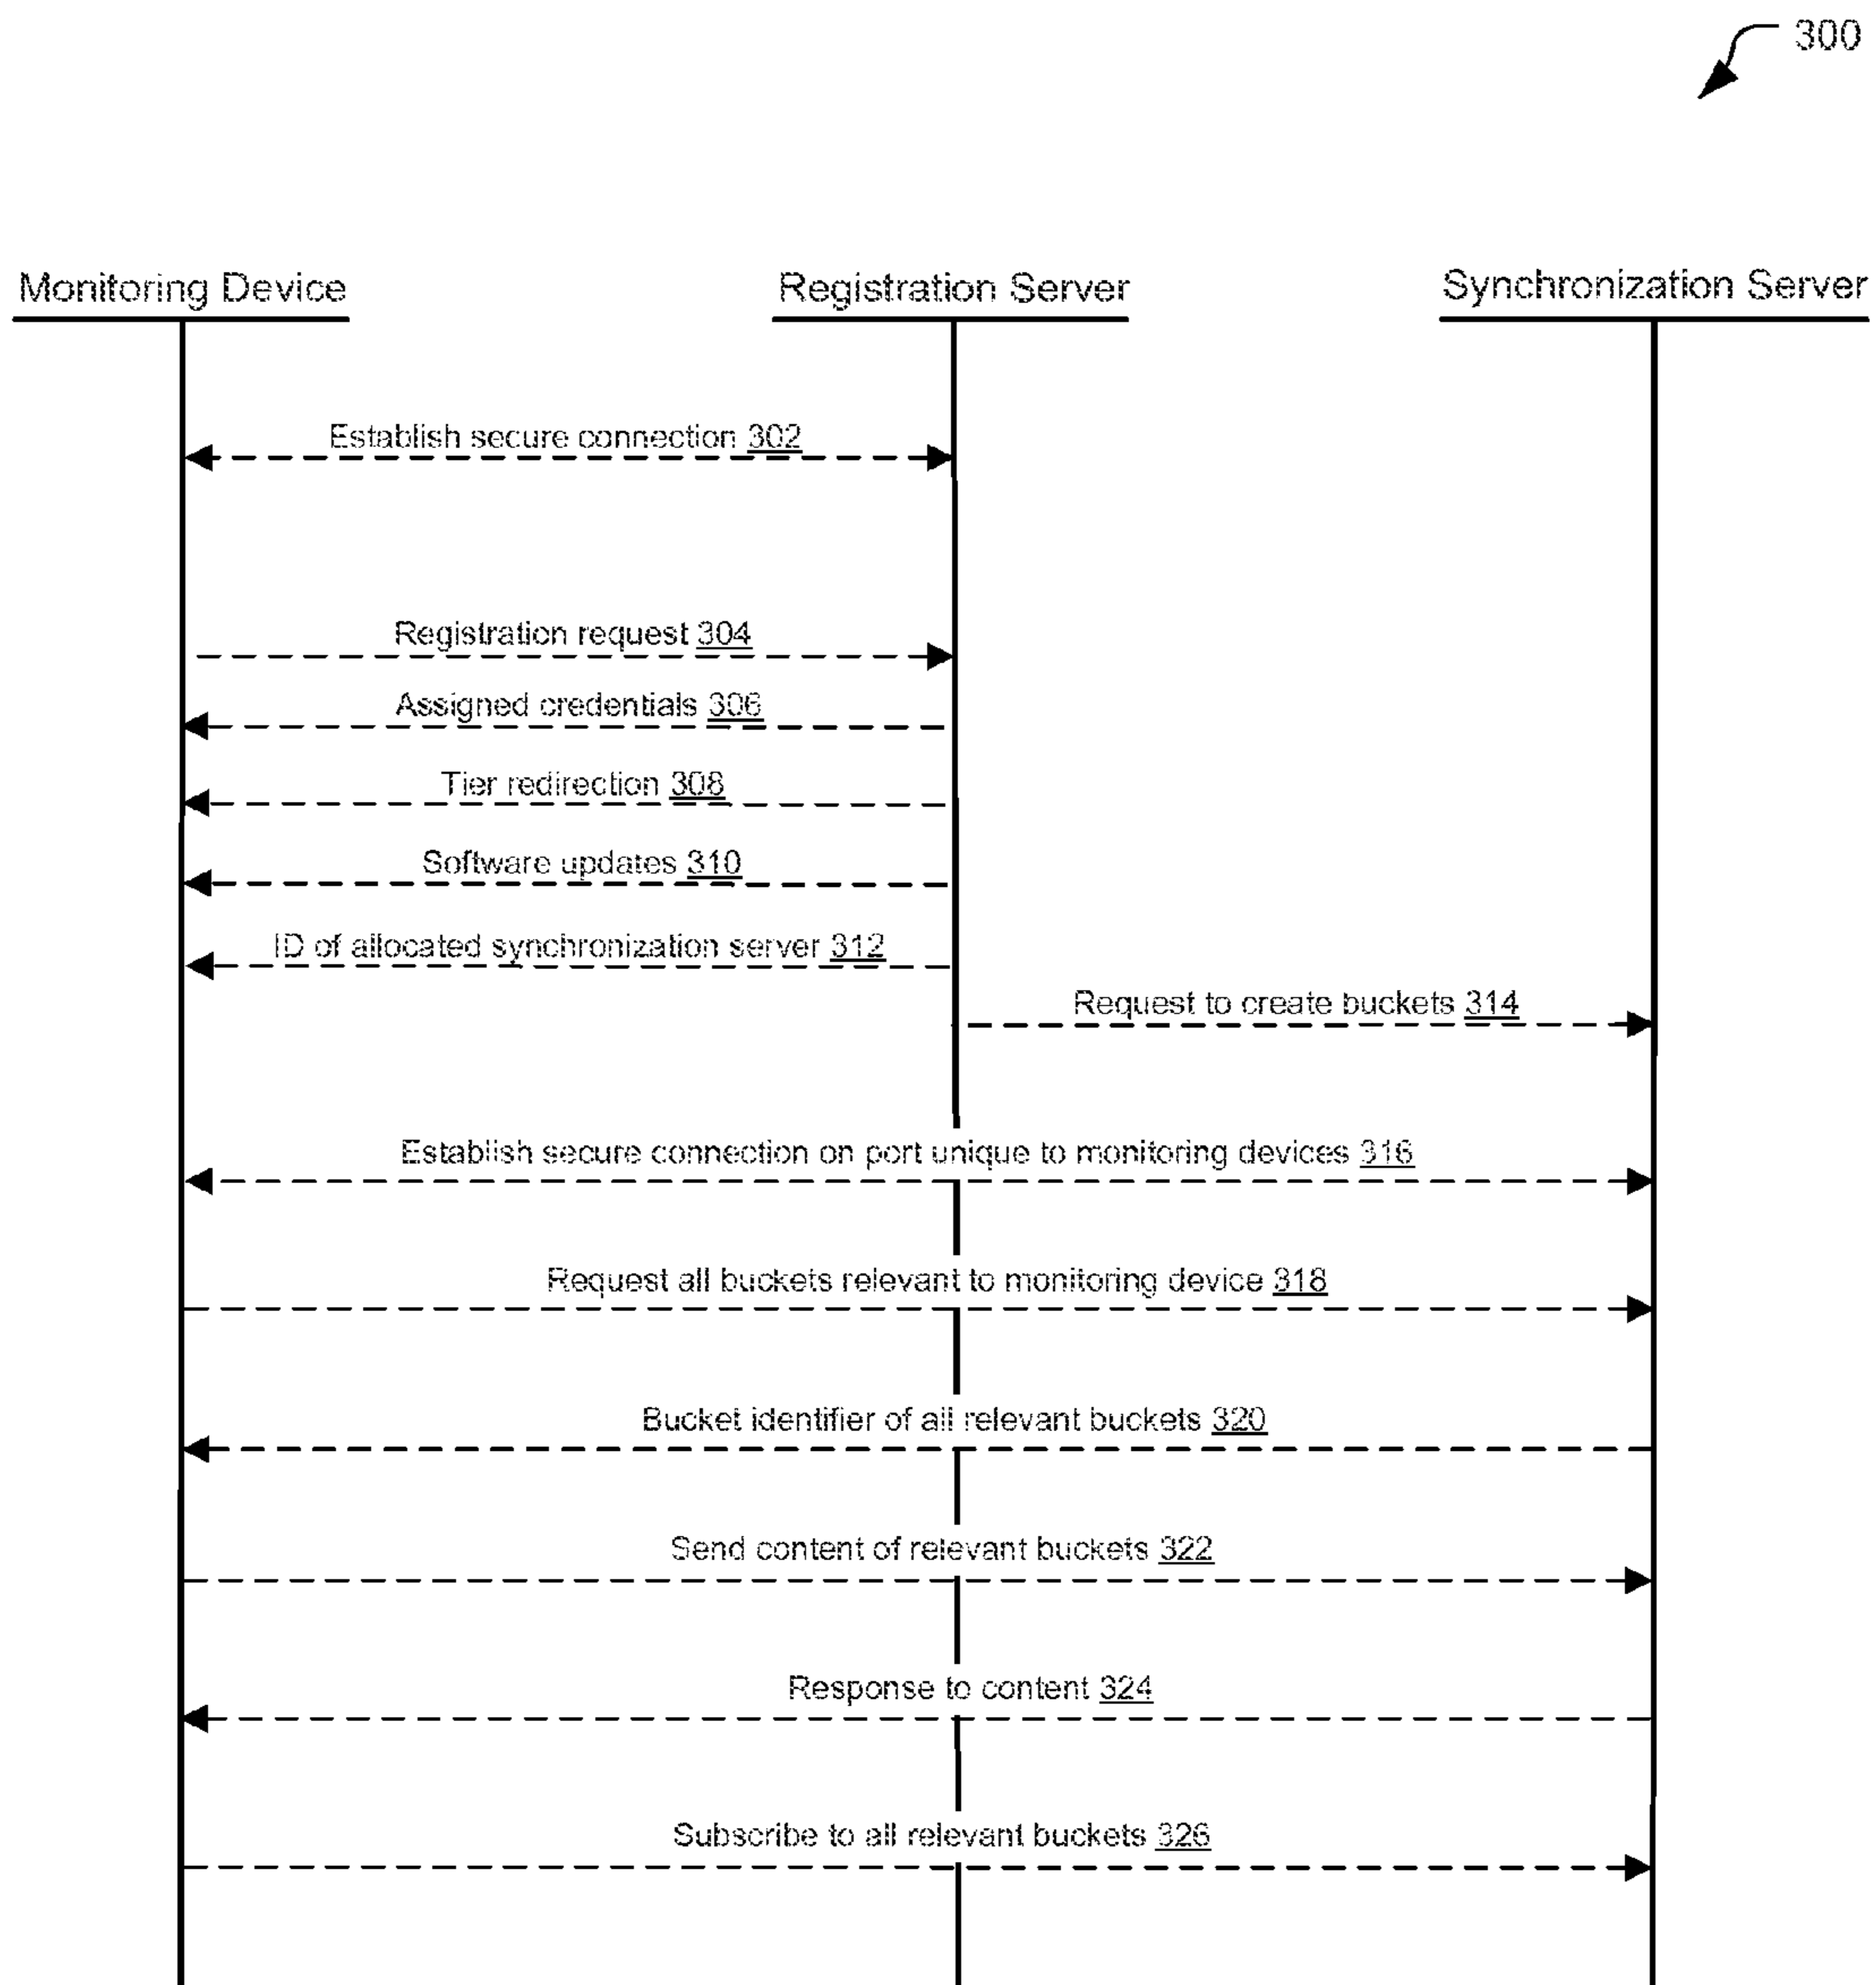 300
Monitoring Device
Registration Server
Synchronization Server
Establish secure connection 302
Registration request 304
Assigned credentials 306
Tier redirection 308
Software updates 310
ID of allocated synchronization server 312
Request to create buckets 314
Establish secure connection on port unique to monitoring devices 316
Request all buckets relevant to monitoring device 318
Bucket identifier of all relevant buckets 320
Send content of relevant buckets 322
Response to content 324
Subscribe to all relevant buckets 326